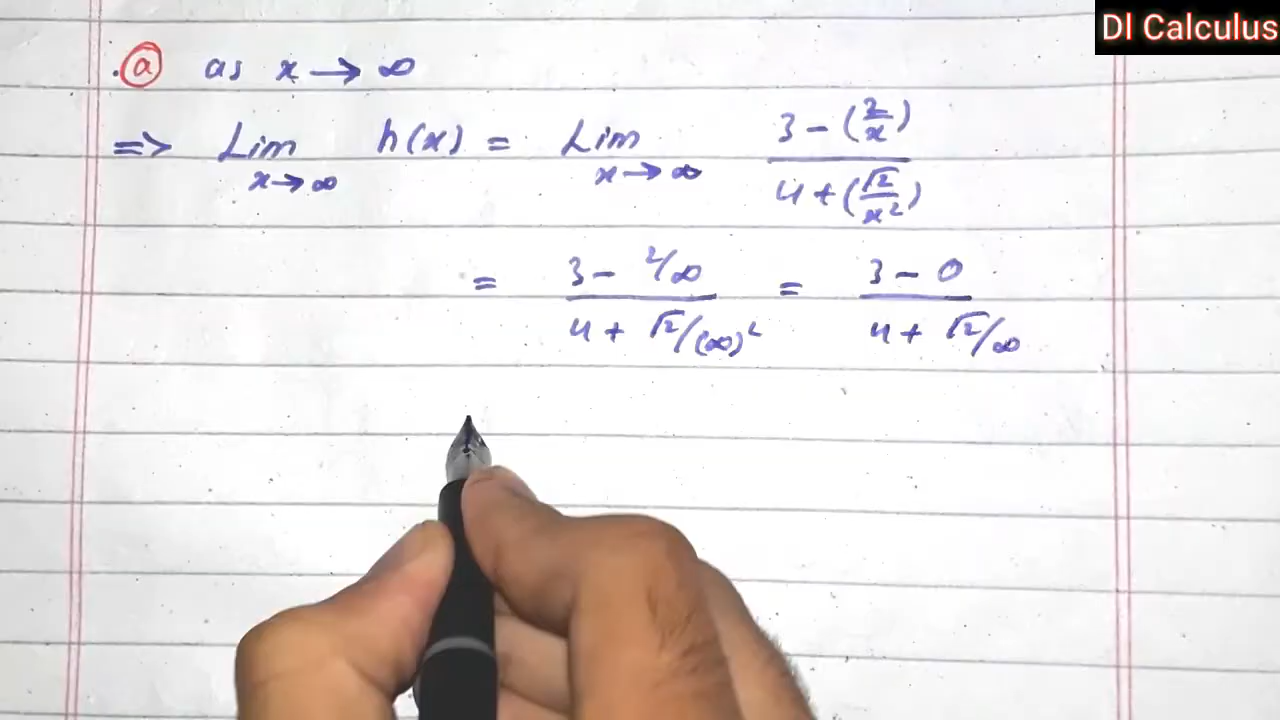 DI Calculus
.ⓐ as x → ∞
=> Lim x→∞ h(x) = Lim x→∞ 3 - (2/x) / 4 + (√2/x²)
= 3 - 2/∞ / 4 + √2/(∞)² = 3 - 0 / 4 + √2/∞